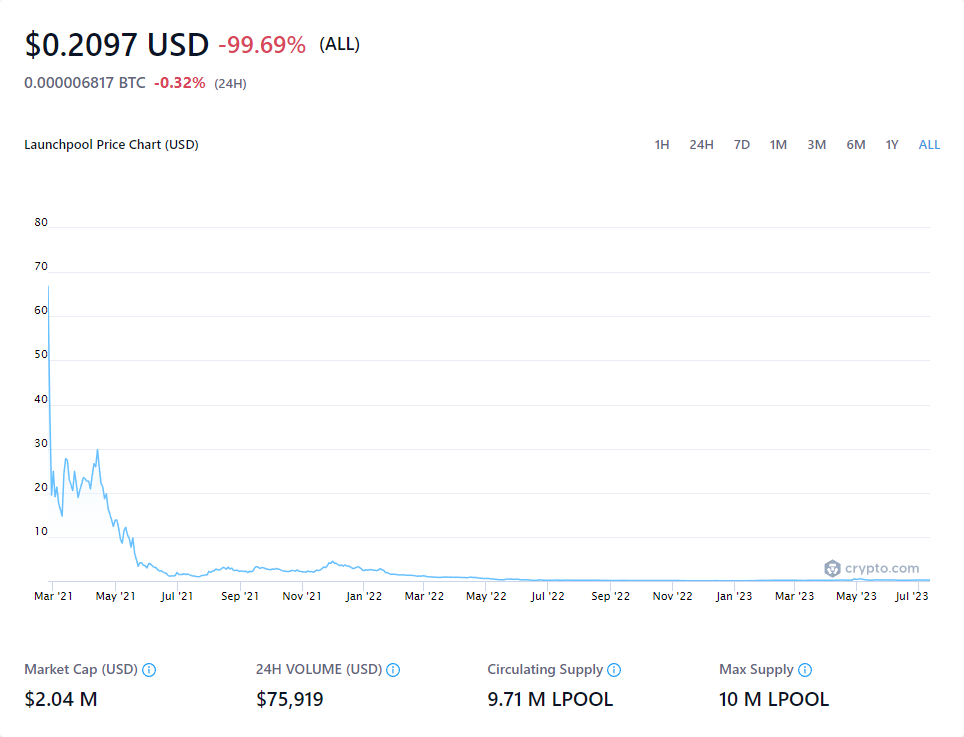 $0.2097 USD -99.69% (ALL)
0.000006817 BTC -0.32% (24H)
Launchpool Price Chart (USD) 1H 24H 7D 1M 3M 6M 1Y ALL
80
70
60
50
40
30
20
10
crypto.com
Mar '21 May '21 Jul '21 Sep '21 Nov '21 Jan '22 Mar '22 May '22 Jul '22 Sep '22 Nov '22 Jan '23 Mar '23 May '23 Jul '23
Market Cap (USD) 24H VOLUME (USD) Circulating Supply Max Supply
$2.04 M $75,919 9.71 M LPOOL 10 M LPOOL